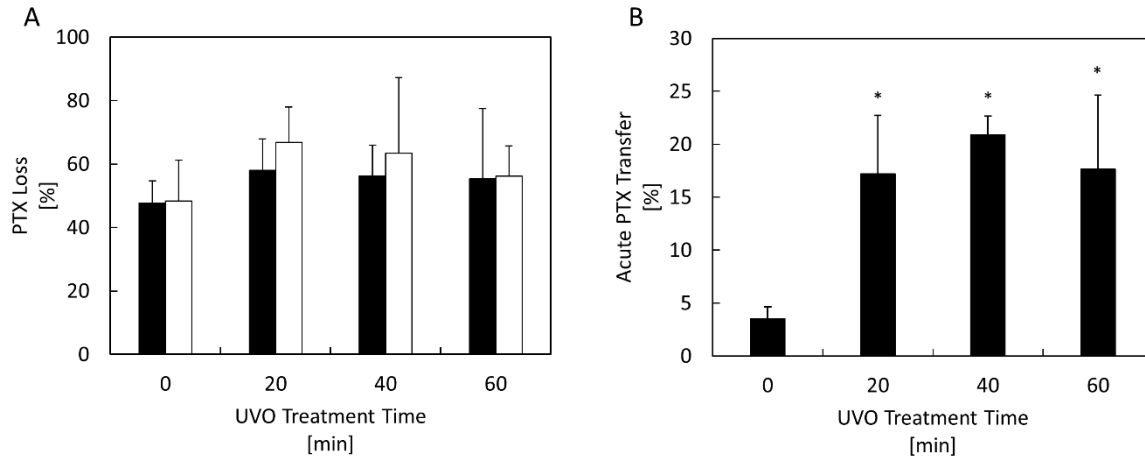 A
100
80
60
40
20
0
PTX Loss
[%]
0 20 40 60
UVO Treatment Time
[min]
B
30
25
20
15
10
5
0
Acute PTX Transfer
[%]
* * *
0 20 40 60
UVO Treatment Time
[min]